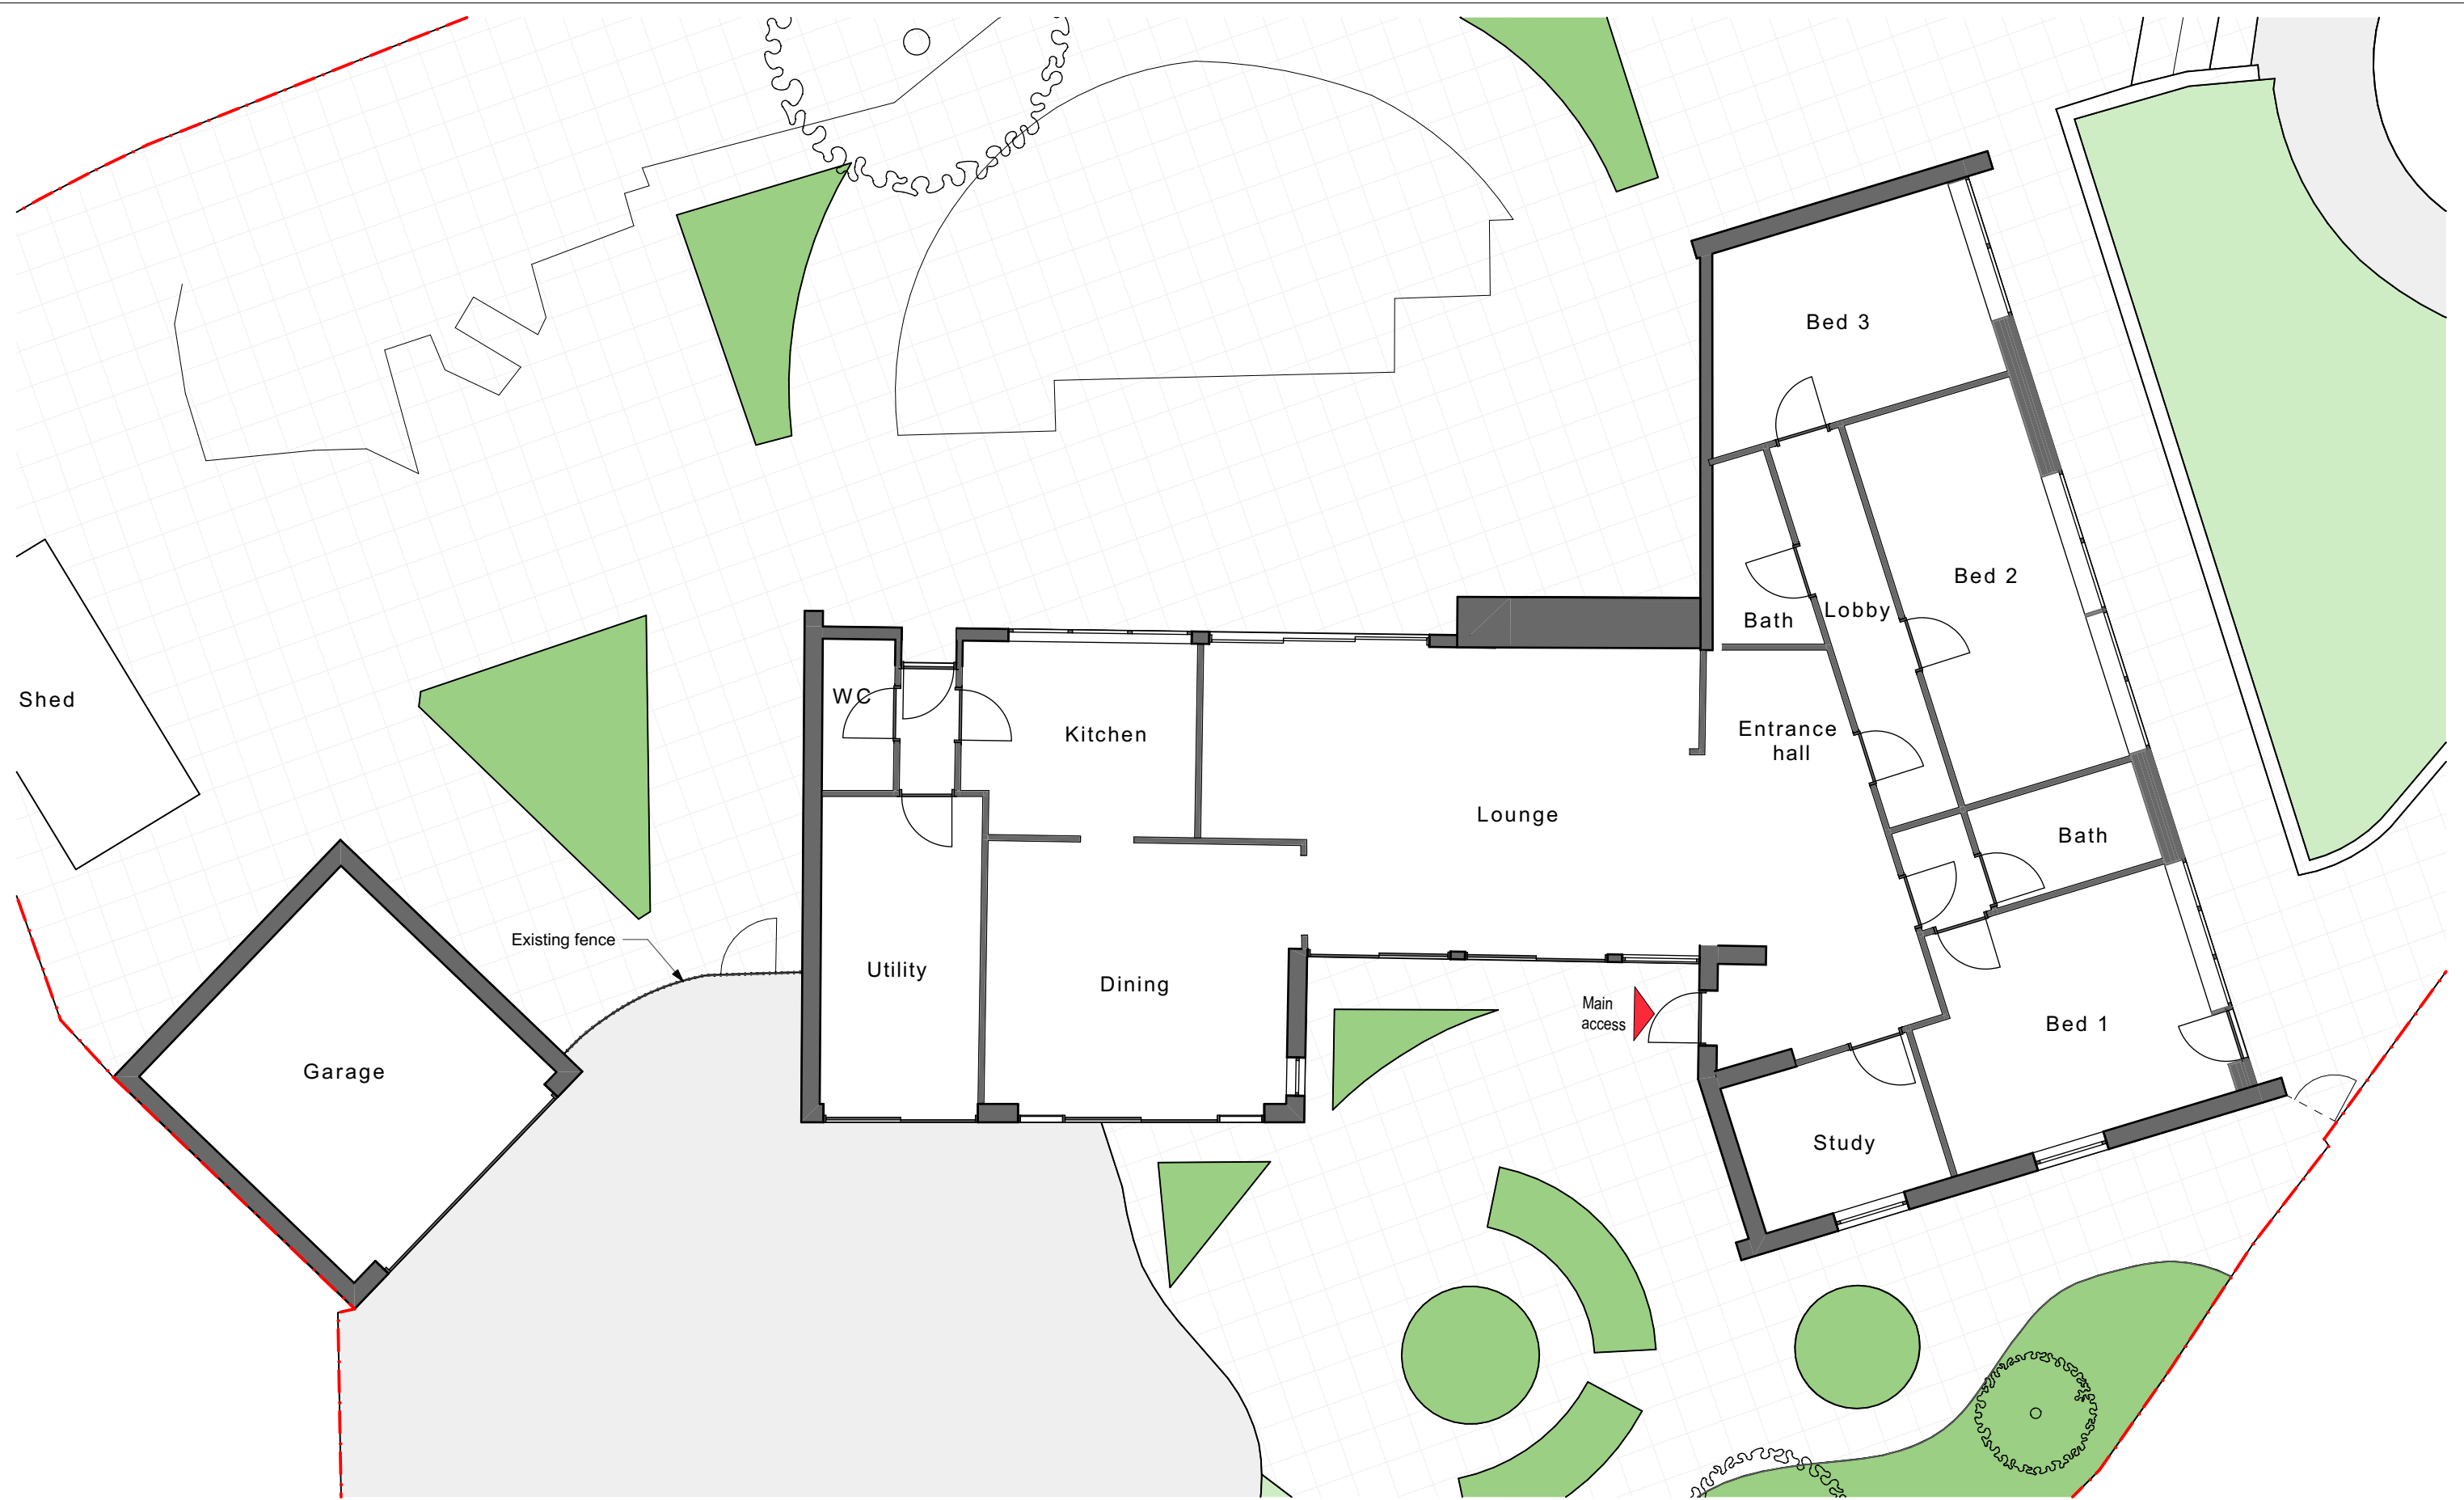 Bed 3
Bed 2
Bath
Lobby
Shed
WC
Kitchen
Entrance
hall
Lounge
Bath
Existing fence
Utility
Dining
Main
access
Bed 1
Garage
Study